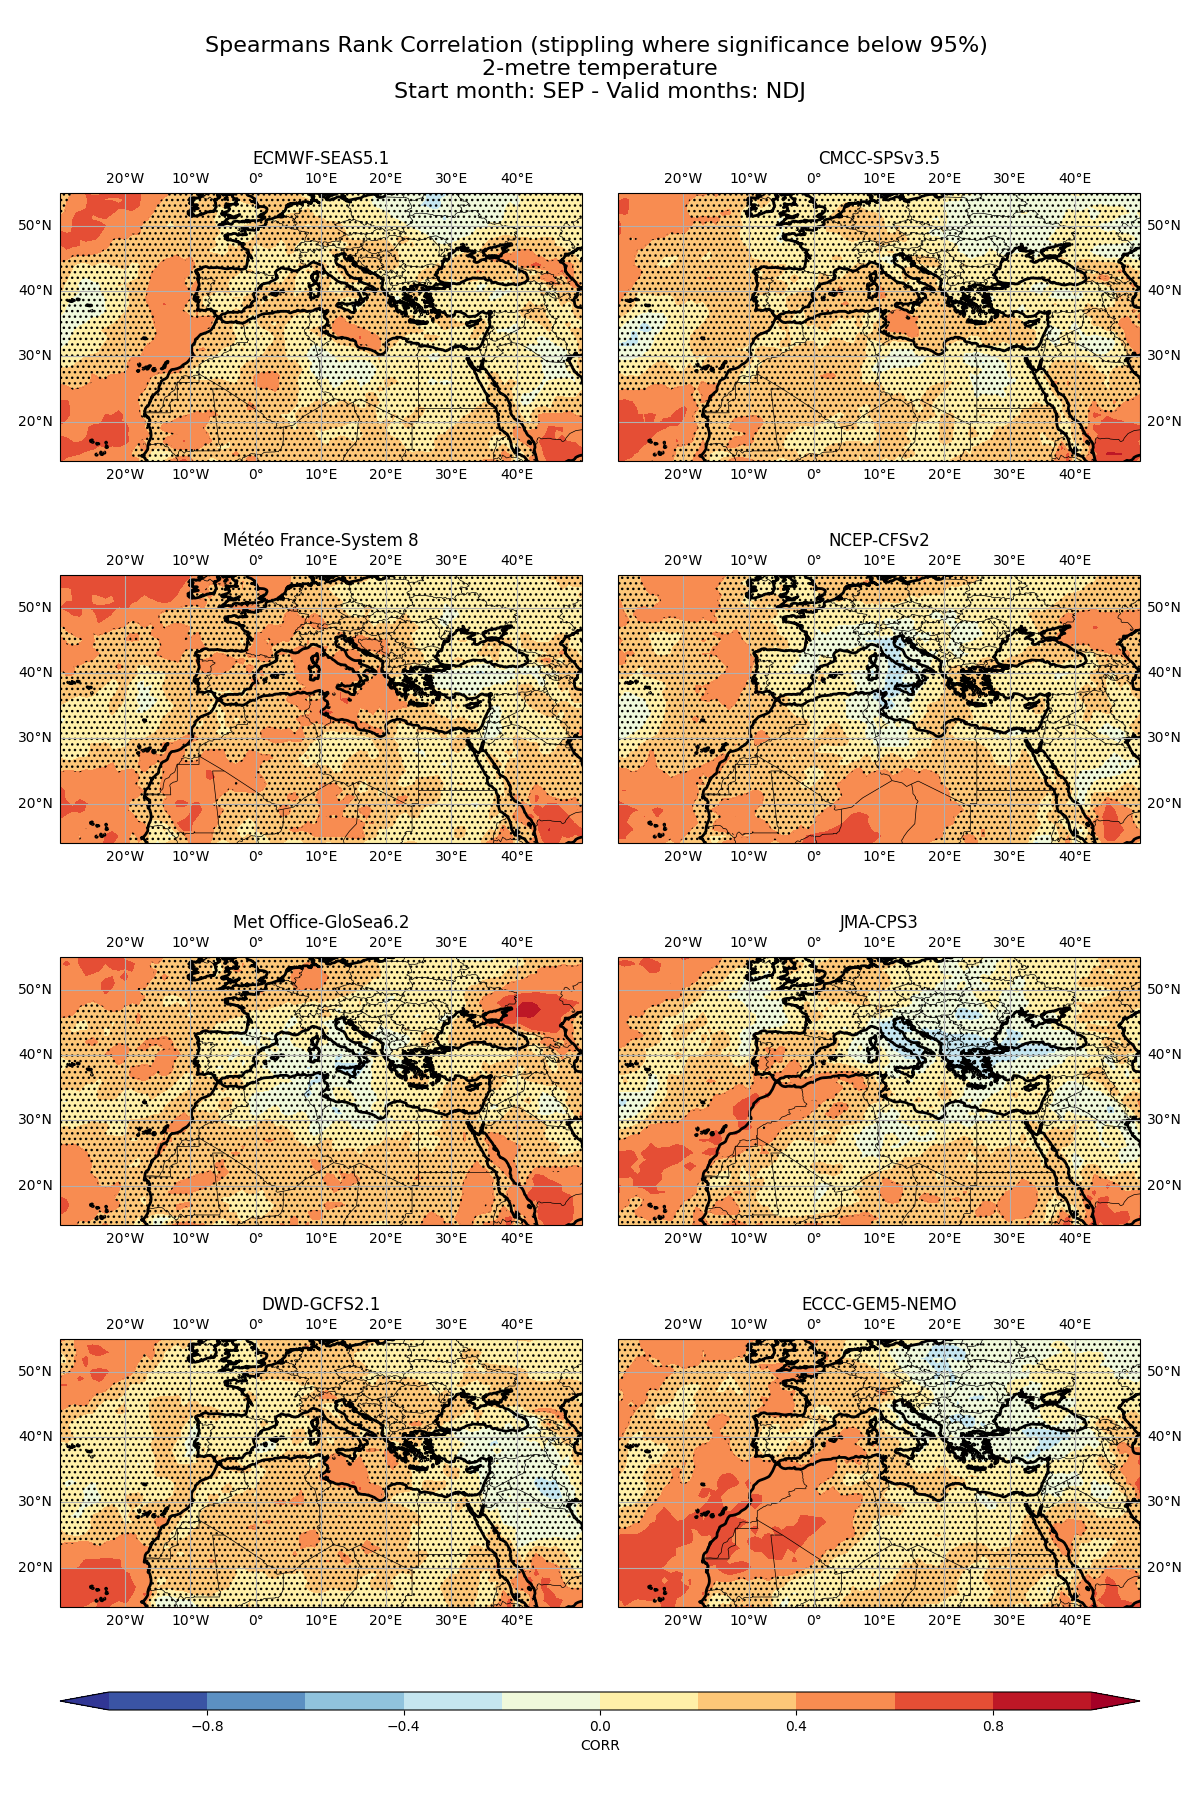 Spearmans Rank Correlation (stippling where significance below 95%)
2-metre temperature
Start month: SEP - Valid months: NDJ
ECMWF-SEAS5.1
CMCC-SPSv3.5
20°W 10°W 0° 10°E 20°E 30°E 40°E
20°W 10°W 0° 10°E 20°E 30°E 40°E
50°N
50°N
40°N
40°N
30°N
30°N
20°N
20°N
20°W 10°W 0° 10°E 20°E 30°E 40°E
20°W 10°W 0° 10°E 20°E 30°E 40°E
Météo France-System 8
NCEP-CFSv2
20°W 10°W 0° 10°E 20°E 30°E 40°E
20°W 10°W 0° 10°E 20°E 30°E 40°E
50°N
50°N
40°N
40°N
30°N
30°N
20°N
20°N
20°W 10°W 0° 10°E 20°E 30°E 40°E
20°W 10°W 0° 10°E 20°E 30°E 40°E
Met Office-GloSea6.2
JMA-CPS3
20°W 10°W 0° 10°E 20°E 30°E 40°E
20°W 10°W 0° 10°E 20°E 30°E 40°E
50°N
50°N
40°N
40°N
30°N
30°N
20°N
20°N
20°W 10°W 0° 10°E 20°E 30°E 40°E
20°W 10°W 0° 10°E 20°E 30°E 40°E
DWD-GCFS2.1
ECCC-GEM5-NEMO
20°W 10°W 0° 10°E 20°E 30°E 40°E
20°W 10°W 0° 10°E 20°E 30°E 40°E
50°N
50°N
40°N
40°N
30°N
30°N
20°N
20°N
20°W 10°W 0° 10°E 20°E 30°E 40°E
20°W 10°W 0° 10°E 20°E 30°E 40°E
−0.8 −0.4 0.0 0.4 0.8
CORR